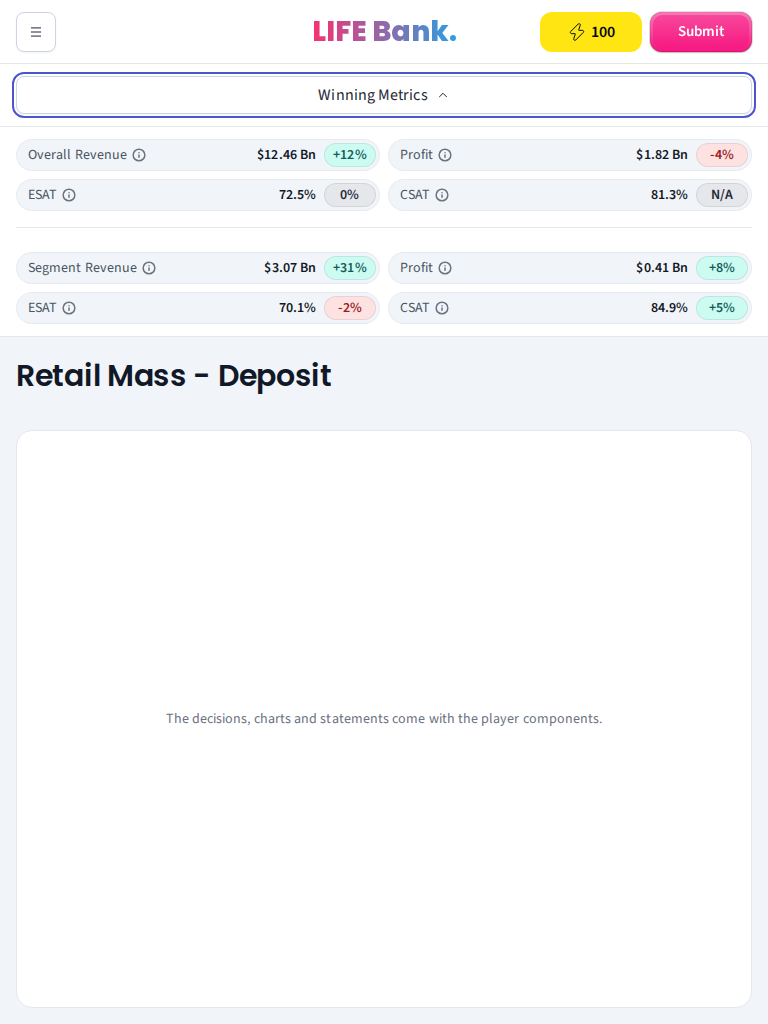 LIFE Bank.
100
Submit
Winning Metrics
Overall Revenue $12.46 Bn +12%
Profit $1.82 Bn -4%
ESAT 72.5% 0%
CSAT 81.3% N/A
Segment Revenue $3.07 Bn +31%
Profit $0.41 Bn +8%
ESAT 70.1% -2%
CSAT 84.9% +5%
Retail Mass - Deposit
The decisions, charts and statements come with the player components.